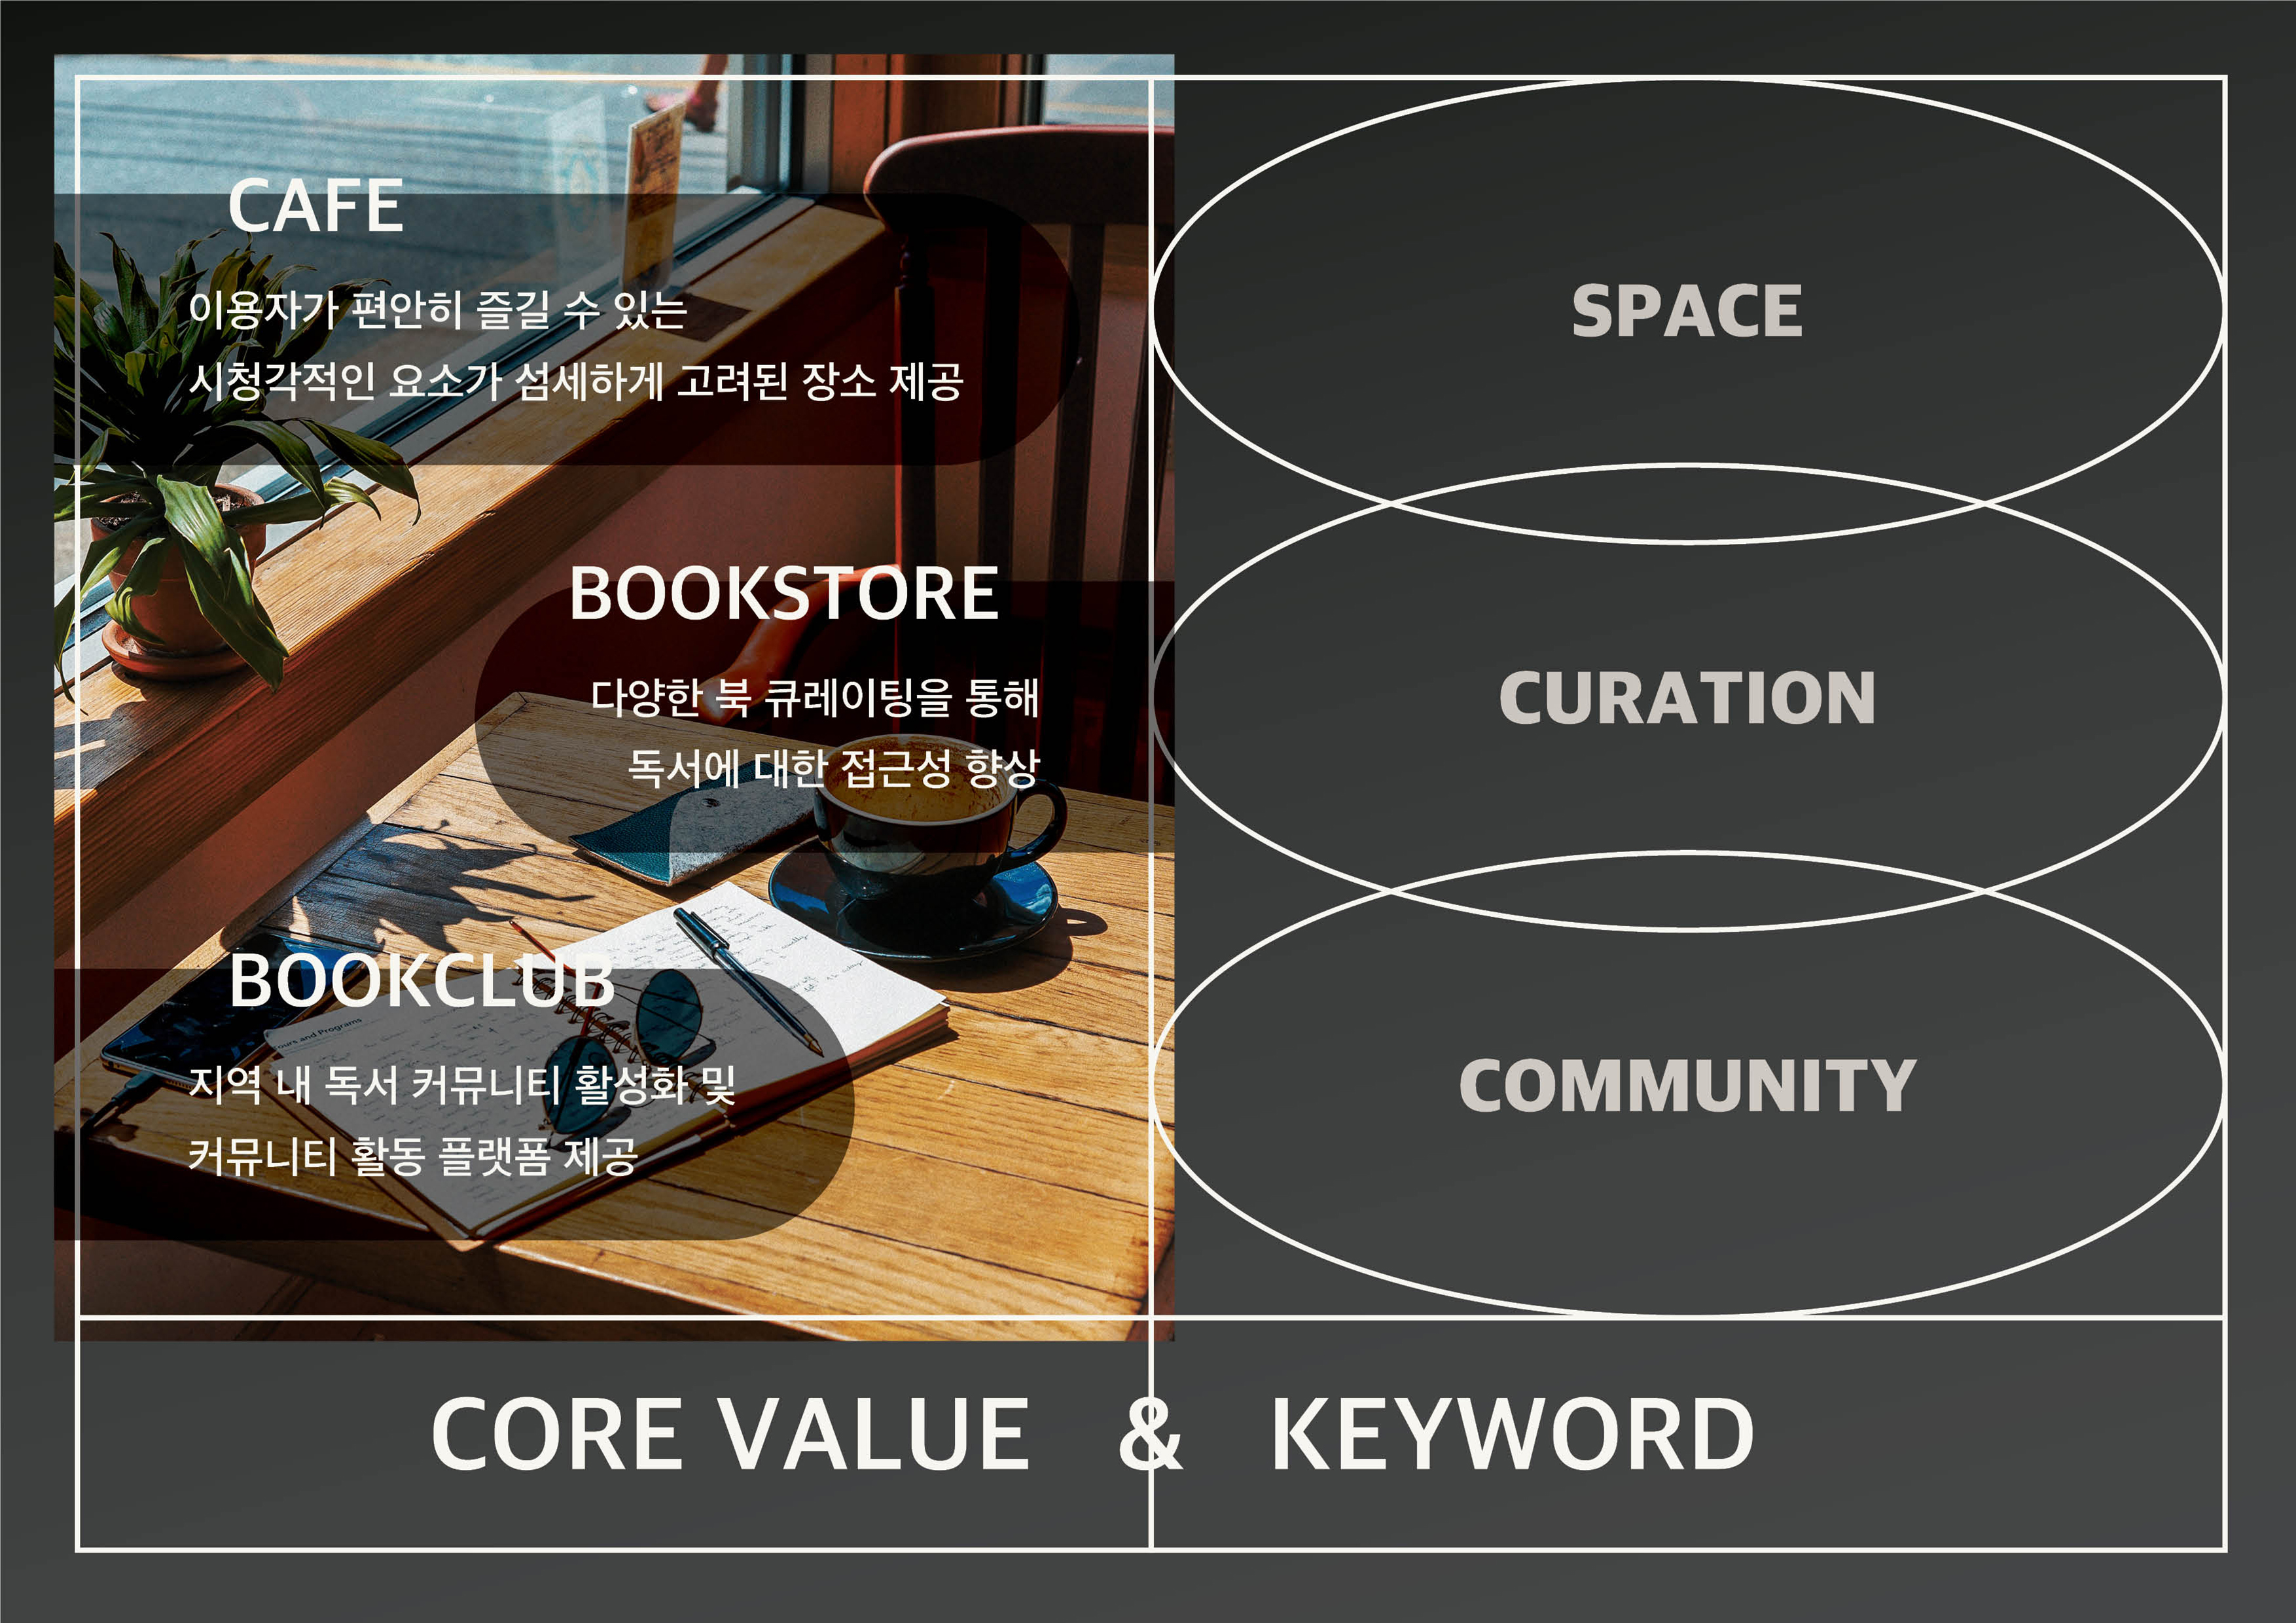 CAFE
이용자가 편안히 즐길 수 있는
시청각적인 요소가 섬세하게 고려된 장소 제공
BOOKSTORE
다양한 북 큐레이팅을 통해
독서에 대한 접근성 향상
BOOKCLUB
지역 내 독서 커뮤니티 활성화 및
커뮤니티 활동 플랫폼 제공
SPACE
CURATION
COMMUNITY
CORE VALUE & KEYWORD